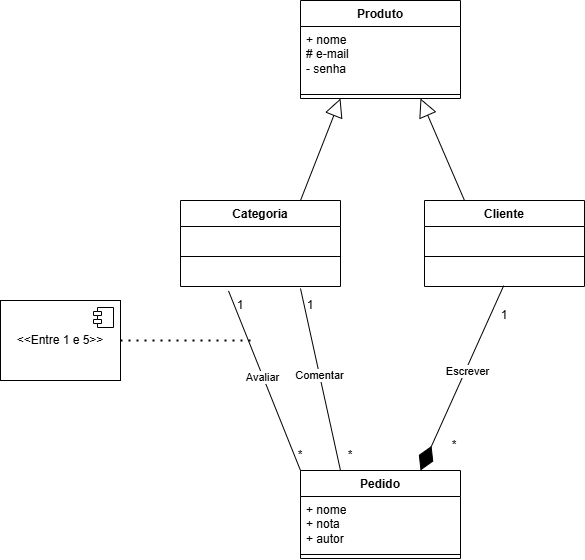 Produto
+ nome
# e-mail
- senha
Categoria
Cliente
1
1
1
<<Entre 1 e 5>>
Avaliar
Comentar
Escrever
*
*
*
Pedido
+ nome
+ nota
+ autor